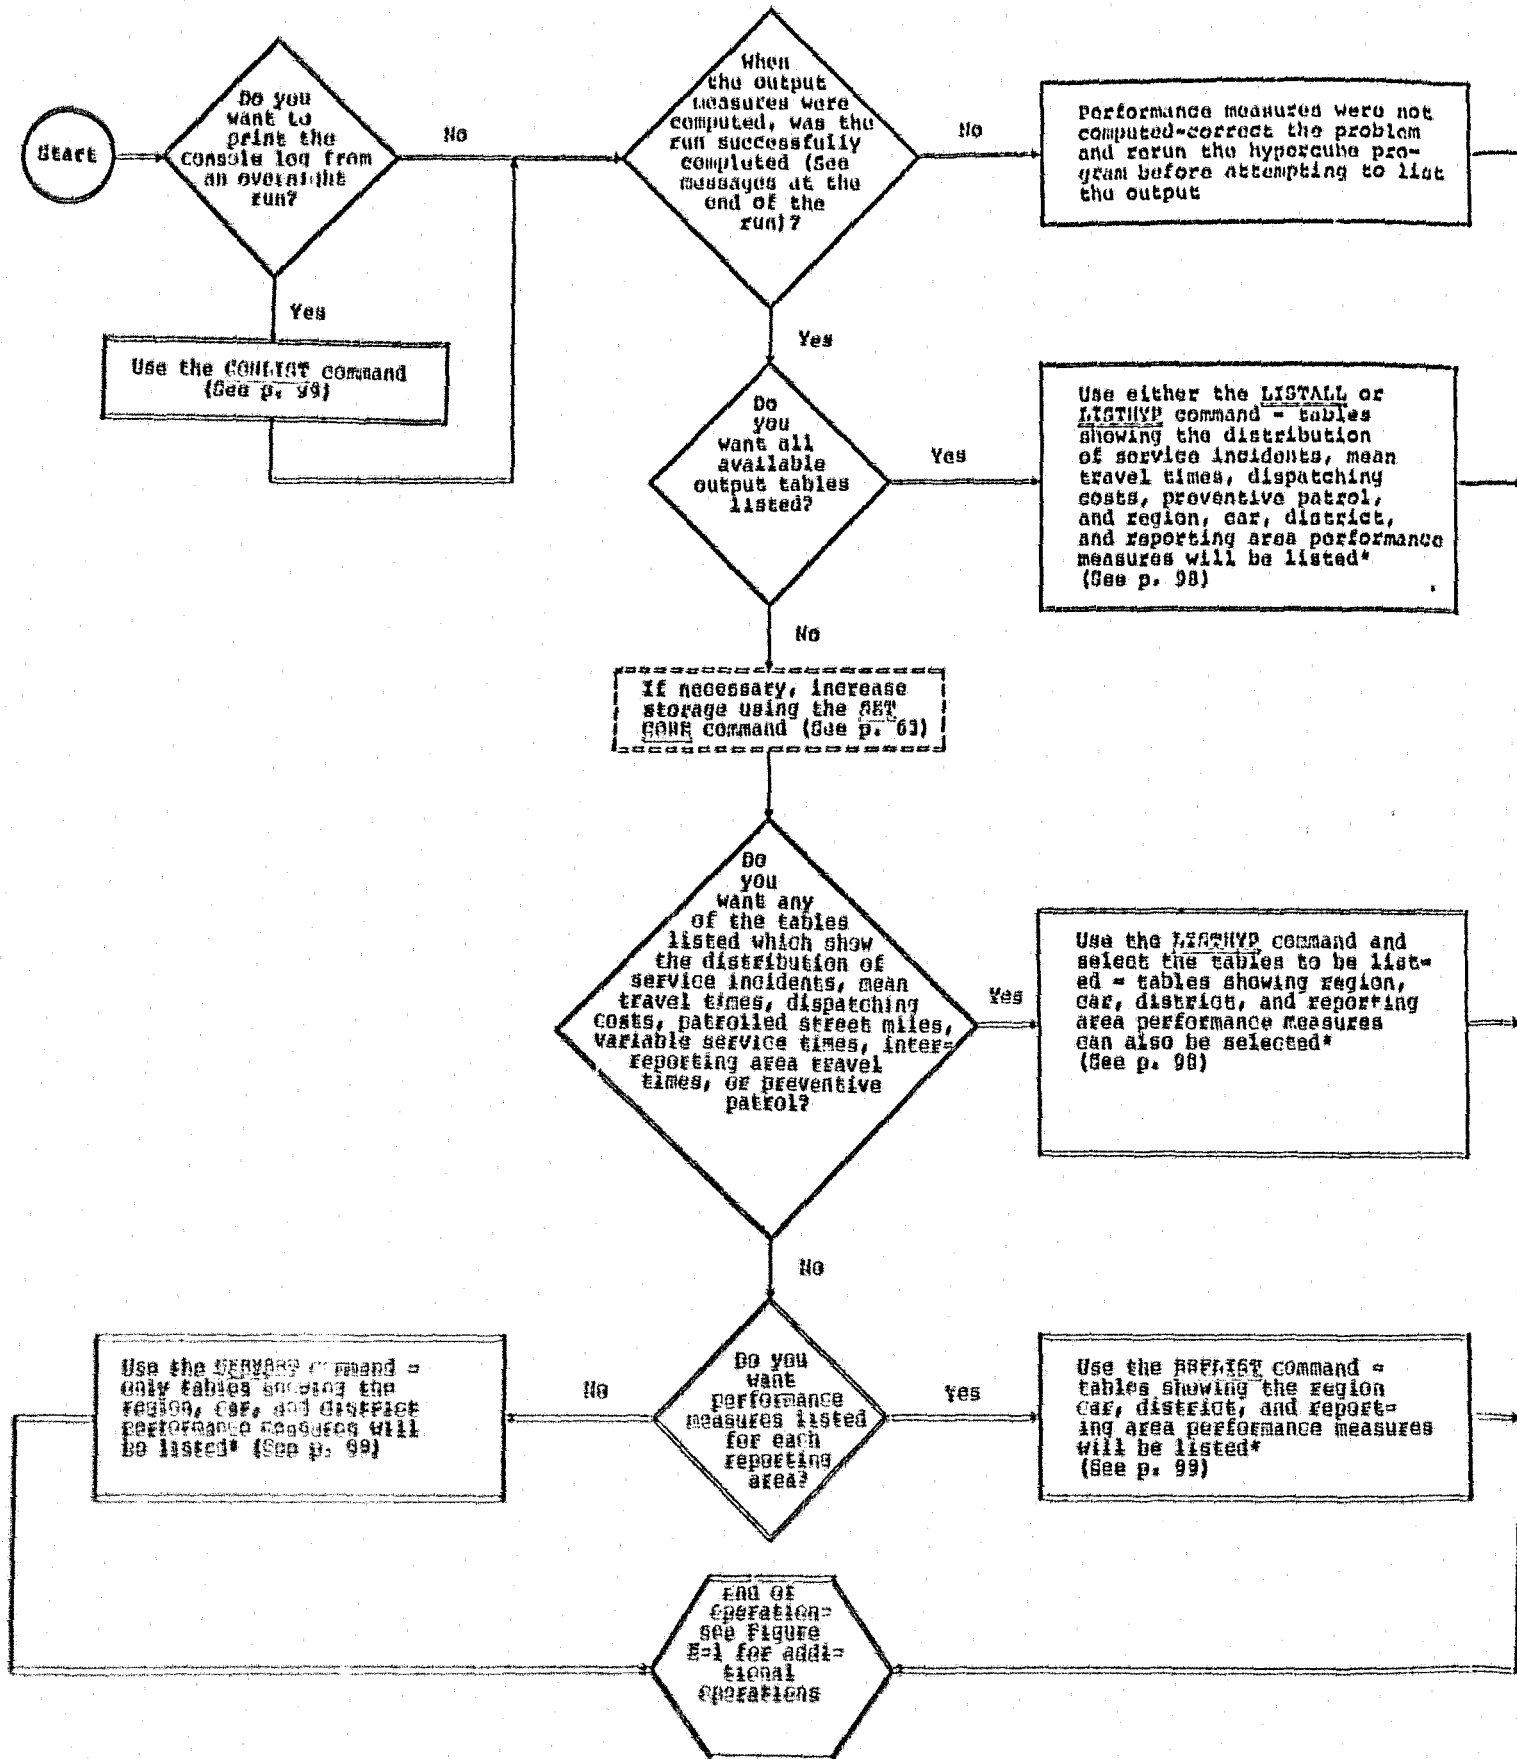 Start
Do you
want to
print the
console log from
an overnight
run?
No
Yes
Use the CONLIST command
(See p. 99)
When
the output
measures were
computed, was the
run successfully
completed (See
messages at the
end of the
run)?
No
Performance measures were not
computed-correct the problem
and rerun the hypercube pro-
gram before attempting to list
the output
Yes
Do
you
want all
available
output tables
listed?
Yes
Use either the LISTALL or
LISTHYP command - tables
showing the distribution
of service incidents, mean
travel times, dispatching
costs, preventive patrol,
and region, car, district,
and reporting area performance
measures will be listed*
(See p. 98)
No
If necessary, increase
storage using the SET
CORE command (See p. 63)
Do
you
want any
of the tables
listed which show
the distribution of
service incidents, mean
travel times, dispatching
costs, patrolled street miles,
variable service times, inter-
reporting area travel
times, or preventive
patrol?
Yes
Use the LISTHYP command and
select the tables to be list-
ed - tables showing region,
car, district, and reporting
area performance measures
can also be selected*
(See p. 98)
No
Do you
want
performance
measures listed
for each
reporting
area?
No
Use the command -
only tables showing the
region, car, and district
performance measures will
be listed* (See p. 99)
Yes
Use the command -
tables showing the region
car, district, and report-
ing area performance measures
will be listed*
(See p. 99)
End of
operation-
see Figure
E-1 for addi-
tional
operations